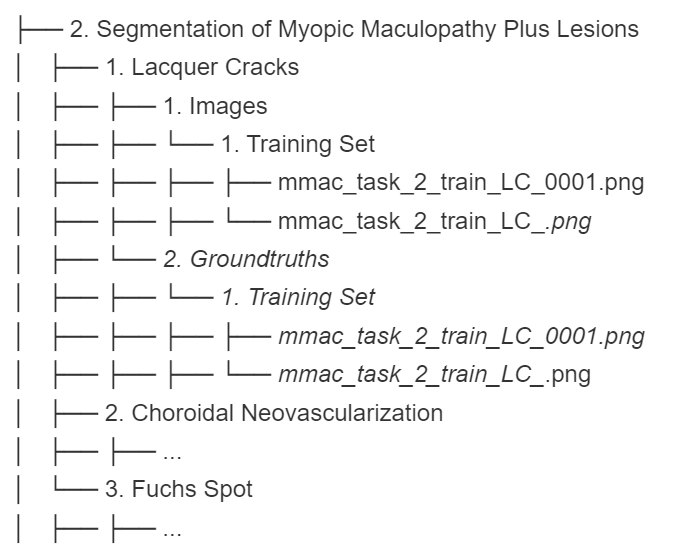 ├── 2. Segmentation of Myopic Maculopathy Plus Lesions
│ ├── 1. Lacquer Cracks
│ ├── ├── 1. Images
│ ├── ├── └── 1. Training Set
│ ├── ├── ├── ├── mmac_task_2_train_LC_0001.png
│ ├── ├── ├── └── mmac_task_2_train_LC_.png
│ ├── └── 2. Groundtruths
│ ├── ├── └── 1. Training Set
│ ├── ├── ├── ├── mmac_task_2_train_LC_0001.png
│ ├── ├── ├── └── mmac_task_2_train_LC_.png
│ ├── 2. Choroidal Neovascularization
│ ├── ├── ...
│ └── 3. Fuchs Spot
│ ├── ├── ...